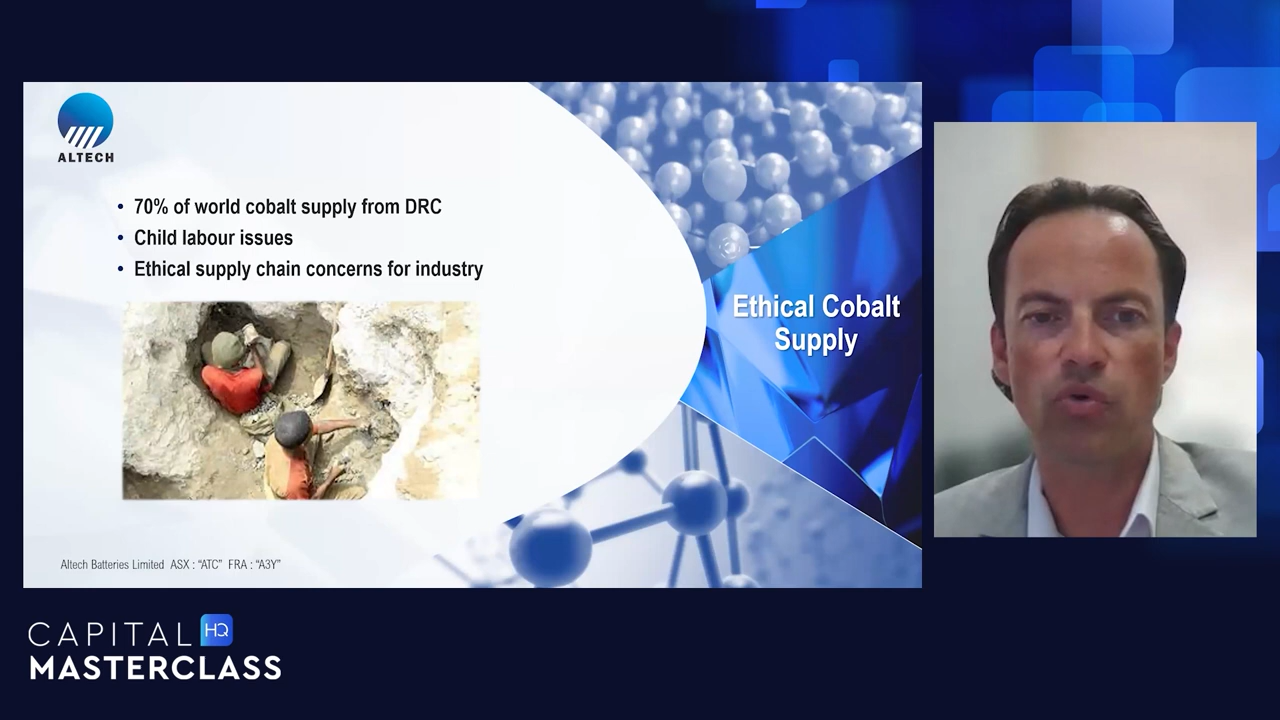 ALTECH
70% of world cobalt supply from DRC
Child labour issues
Ethical supply chain concerns for industry
Ethical Cobalt
Supply
Altech Batteries Limited ASX : “ATC” FRA : “A3Y”
CAPITAL HQ
MASTERCLASS